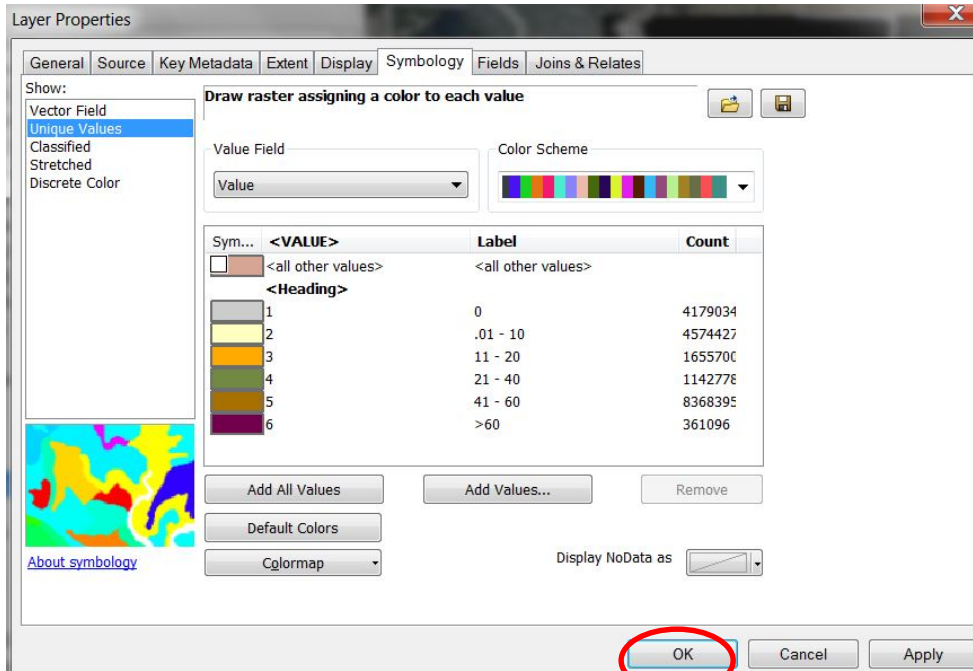 Layer Properties
X
General Source Key Metadata Extent Display Symbology Fields Joins & Relates
Show:
Vector Field
Unique Values
Classified
Stretched
Discrete Color
About symbology
Draw raster assigning a color to each value
Value Field
Value
Color Scheme
Sym... <VALUE> Label Count
<all other values> <all other values>
<Heading>
1 0 4179034
2 .01 - 10 4574427
3 11 - 20 1655700
4 21 - 40 1142778
5 41 - 60 8368395
6 >60 361096
Add All Values Add Values... Remove
Default Colors
Colormap Display NoData as
OK Cancel Apply